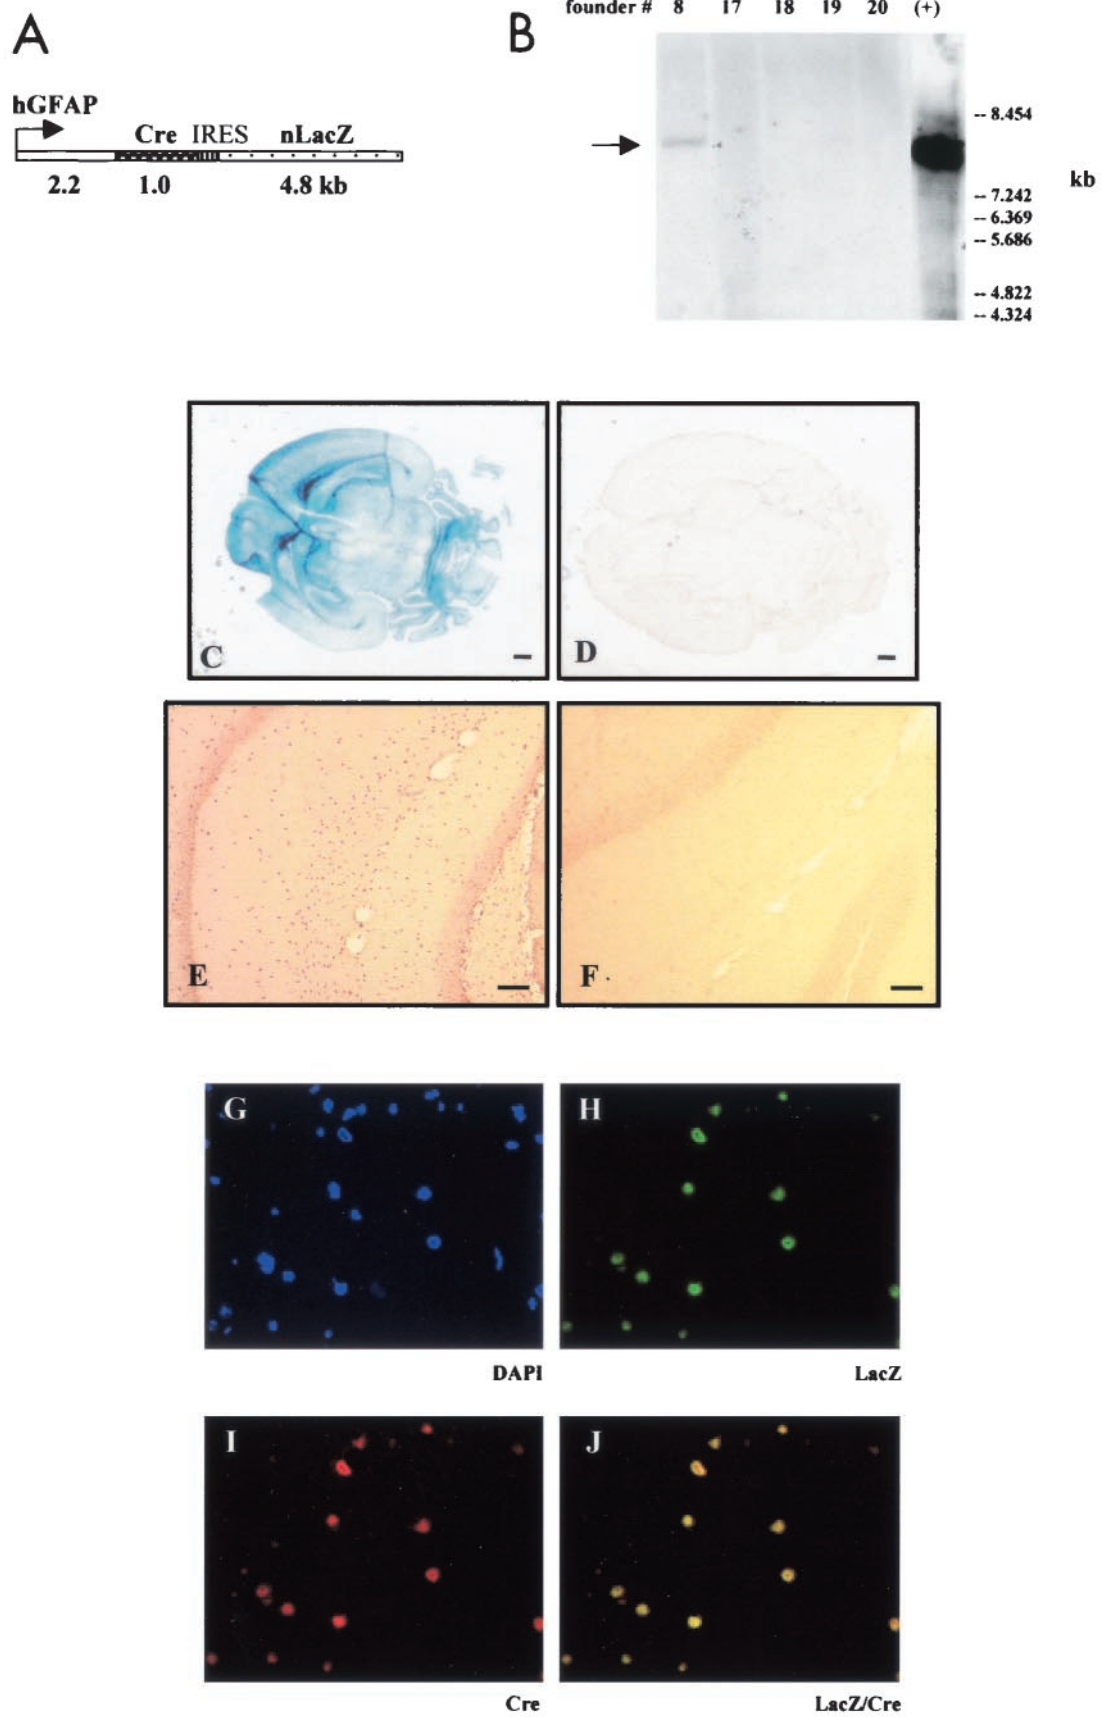 A
hGFAP
Cre IRES nLacZ
2.2 1.0 4.8 kb
B
founder # 8 17 18 19 20 (+)
-- 8.454
kb
-- 7.242
-- 6.369
-- 5.686
-- 4.822
-- 4.324
C
D
E
F
G
H
DAPI
LacZ
I
J
Cre
LacZ/Cre